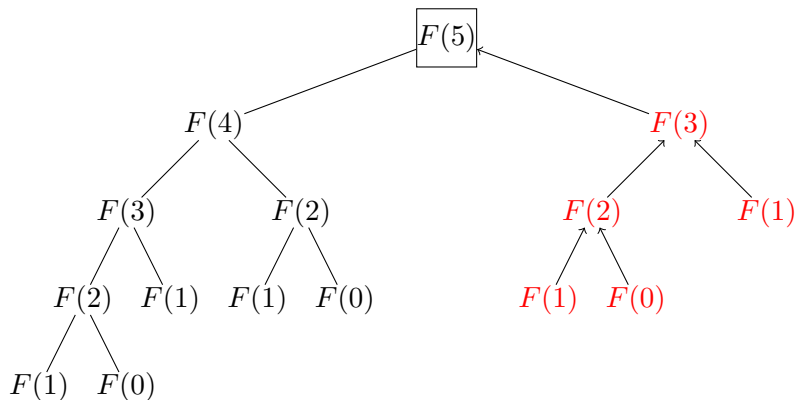 F(5)
F(4) F(3)
F(3) F(2) F(2) F(1)
F(2) F(1) F(1) F(0) F(1) F(0)
F(1) F(0)